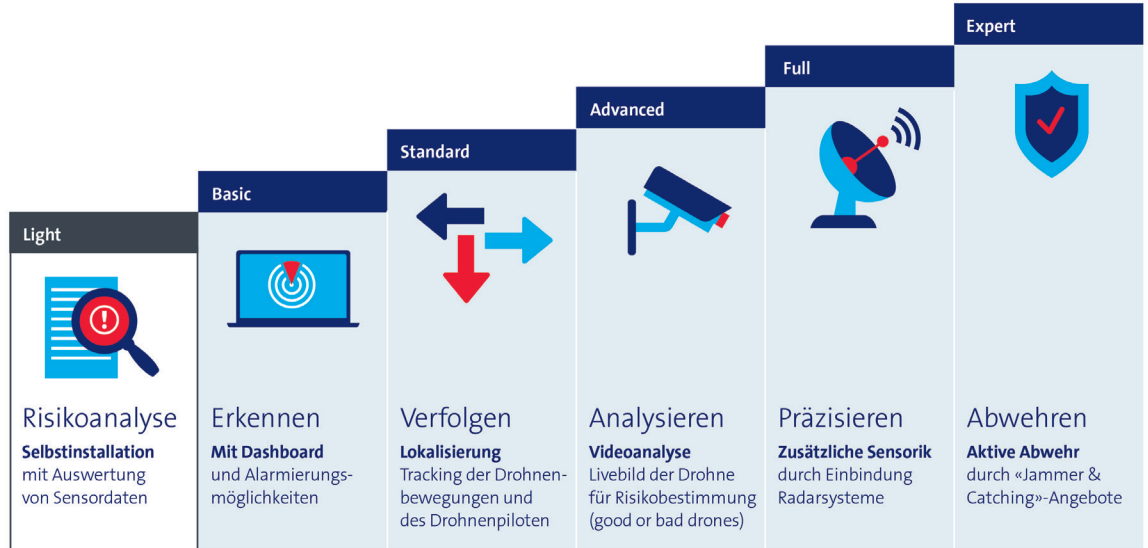 Light
Risikoanalyse
Selbstinstallation
mit Auswertung
von Sensordaten
Basic
Erkennen
Mit Dashboard
und Alarmierungs-
möglichkeiten
Standard
Verfolgen
Lokalisierung
Tracking der Drohnen-
bewegungen und
des Drohnenpiloten
Advanced
Analysieren
Videoanalyse
Livebild der Drohne
für Risikobestimmung
(good or bad drones)
Full
Präzisieren
Zusätzliche Sensorik
durch Einbindung
Radarsysteme
Expert
Abwehren
Aktive Abwehr
durch «Jammer &
Catching»-Angebote